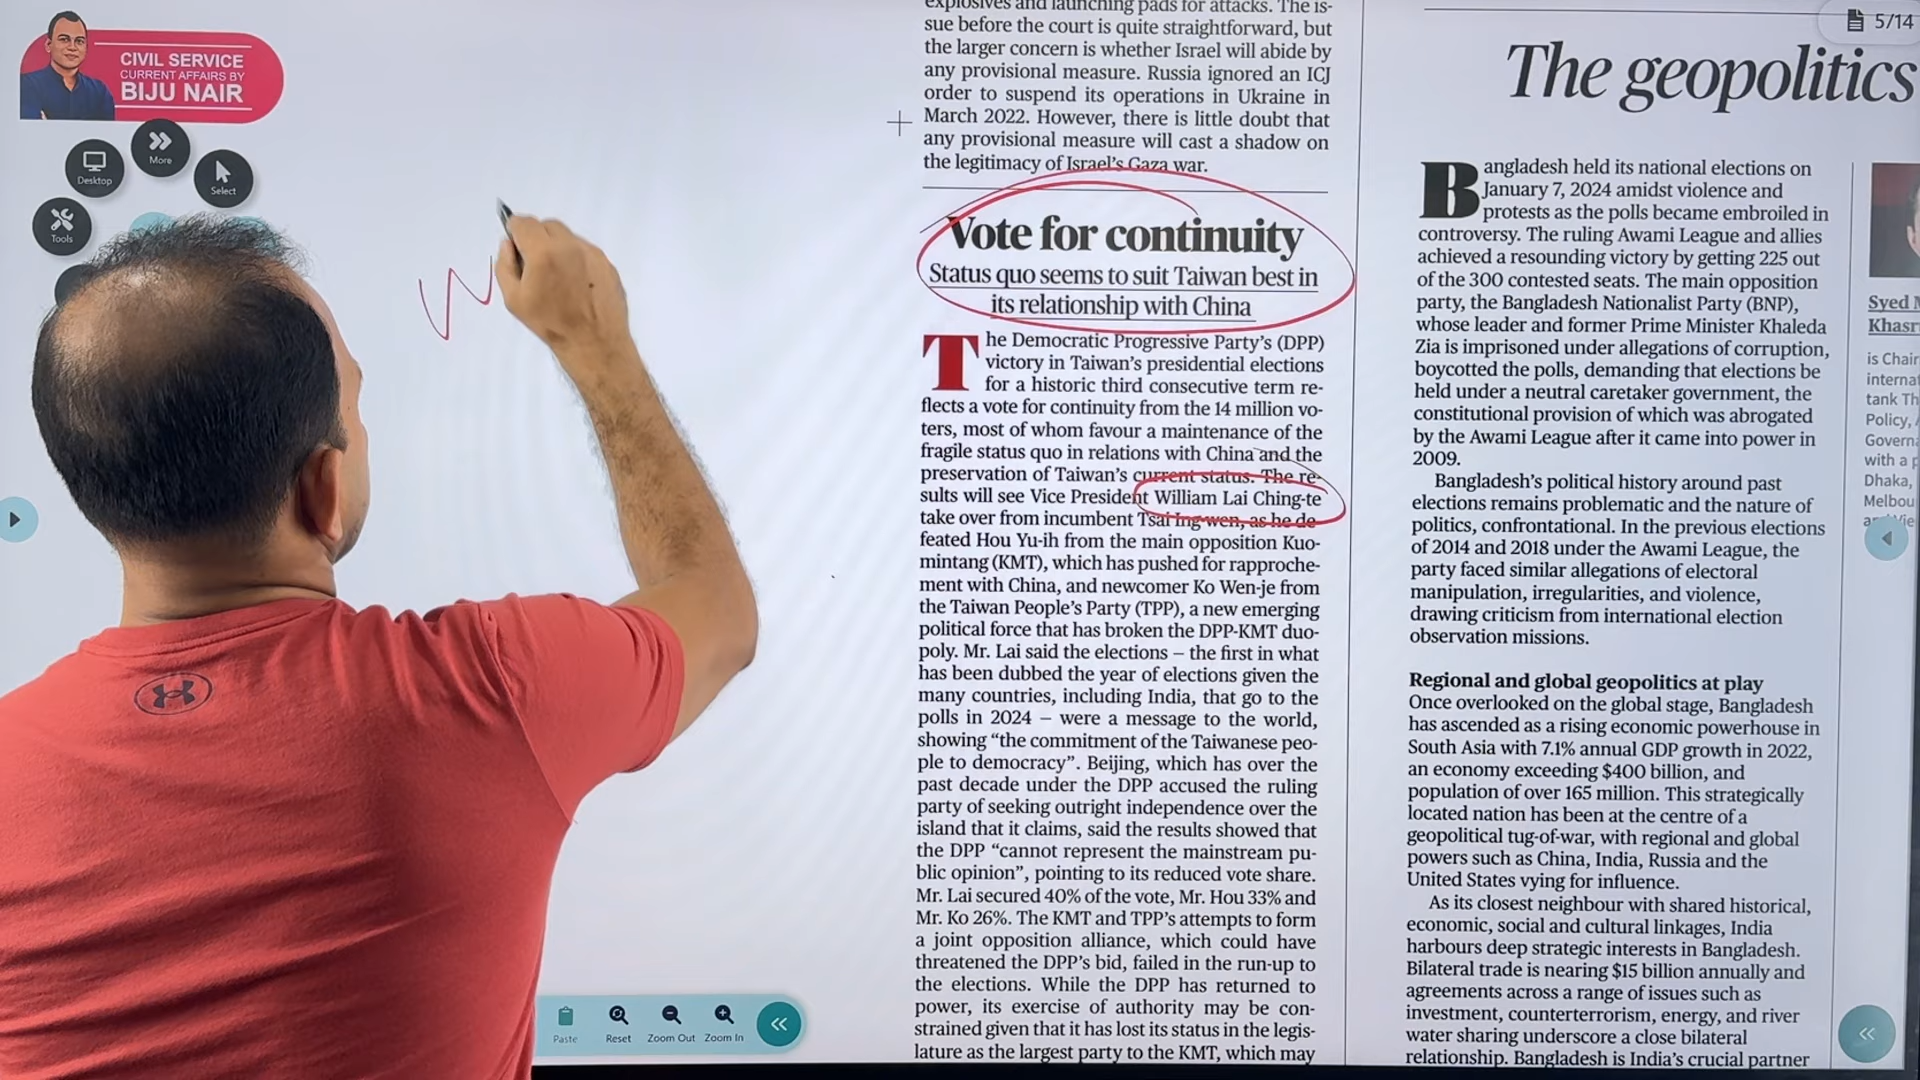 CIVIL SERVICE
CURRENT AFFAIRS BY
BIJU NAIR
More
Desktop
Select
Tools
W
5/14
explosives and launching pads for attacks. The is-
sue before the court is quite straightforward, but
the larger concern is whether Israel will abide by
any provisional measure. Russia ignored an ICJ
order to suspend its operations in Ukraine in
March 2022. However, there is little doubt that
any provisional measure will cast a shadow on
the legitimacy of Israel's Gaza war.
Vote for continuity
Status quo seems to suit Taiwan best in
its relationship with China
The Democratic Progressive Party's (DPP)
victory in Taiwan's presidential elections
for a historic third consecutive term re-
flects a vote for continuity from the 14 million vo-
ters, most of whom favour a maintenance of the
fragile status quo in relations with China and the
preservation of Taiwan's current status. The re-
sults will see Vice President William Lai Ching-te
take over from incumbent Tsai Ing-wen, as he de-
feated Hou Yu-ih from the main opposition Kuo-
mintang (KMT), which has pushed for rapproche-
ment with China, and newcomer Ko Wen-je from
the Taiwan People's Party (TPP), a new emerging
political force that has broken the DPP-KMT duo-
poly. Mr. Lai said the elections – the first in what
has been dubbed the year of elections given the
many countries, including India, that go to the
polls in 2024 – were a message to the world,
showing “the commitment of the Taiwanese peo-
ple to democracy”. Beijing, which has over the
past decade under the DPP accused the ruling
party of seeking outright independence over the
island that it claims, said the results showed that
the DPP “cannot represent the mainstream pu-
blic opinion”, pointing to its reduced vote share.
Mr. Lai secured 40% of the vote, Mr. Hou 33% and
Mr. Ko 26%. The KMT and TPP's attempts to form
a joint opposition alliance, which could have
threatened the DPP's bid, failed in the run-up to
the elections. While the DPP has returned to
power, its exercise of authority may be con-
strained given that it has lost its status in the legis-
lature as the largest party to the KMT, which may
The geopolitics
Bangladesh held its national elections on
January 7, 2024 amidst violence and
protests as the polls became embroiled in
controversy. The ruling Awami League and allies
achieved a resounding victory by getting 225 out
of the 300 contested seats. The main opposition
party, the Bangladesh Nationalist Party (BNP),
whose leader and former Prime Minister Khaleda
Zia is imprisoned under allegations of corruption,
boycotted the polls, demanding that elections be
held under a neutral caretaker government, the
constitutional provision of which was abrogated
by the Awami League after it came into power in
2009.
Bangladesh's political history around past
elections remains problematic and the nature of
politics, confrontational. In the previous elections
of 2014 and 2018 under the Awami League, the
party faced similar allegations of electoral
manipulation, irregularities, and violence,
drawing criticism from international election
observation missions.
Regional and global geopolitics at play
Once overlooked on the global stage, Bangladesh
has ascended as a rising economic powerhouse in
South Asia with 7.1% annual GDP growth in 2022,
an economy exceeding $400 billion, and
population of over 165 million. This strategically
located nation has been at the centre of a
geopolitical tug-of-war, with regional and global
powers such as China, India, Russia and the
United States vying for influence.
As its closest neighbour with shared historical,
economic, social and cultural linkages, India
harbours deep strategic interests in Bangladesh.
Bilateral trade is nearing $15 billion annually and
agreements across a range of issues such as
investment, counterterrorism, energy, and river
water sharing underscore a close bilateral
relationship. Bangladesh is India's crucial partner
Syed
is Chair
tank Th
Policy,
with a
Dhaka,
Paste
Reset
Zoom Out
Zoom In